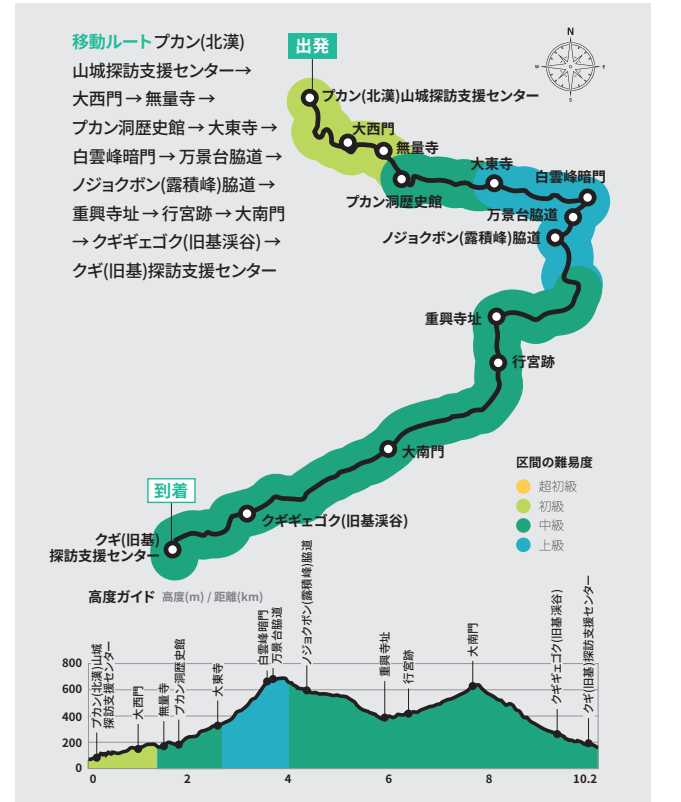 移動ルート プカン(北漢)
山城探訪支援センター→
大西門 → 無量寺 →
プカン洞歴史館 → 大東寺 →
白雲峰暗門 → 万景台脇道 →
ノジョクボン(露積峰)脇道 →
重興寺址 → 行宮跡 → 大南門
→ クギギェゴク(旧基渓谷) →
クギ(旧基)探訪支援センター
出発
N
W
E
S
プカン(北漢)山城探訪支援センター
大西門
無量寺
大東寺
白雲峰暗門
プカン洞歴史館
万景台脇道
ノジョクボン(露積峰)脇道
重興寺址
行宮跡
大南門
区間の難易度
超初級
初級
中級
上級
到着
クギギェゴク(旧基渓谷)
クギ(旧基)
探訪支援センター
高度ガイド 高度(m) / 距離(km)
プカン(北漢)山城
探訪支援センター
大西門
無量寺
プカン洞歴史館
大東寺
白雲峰暗門
万景台脇道
ノジョクボン(露積峰)脇道
重興寺址
行宮跡
大南門
クギギェゴク(旧基渓谷)
クギ(旧基)探訪支援センター
800
600
400
200
0
0 2 4 6 8 10.2